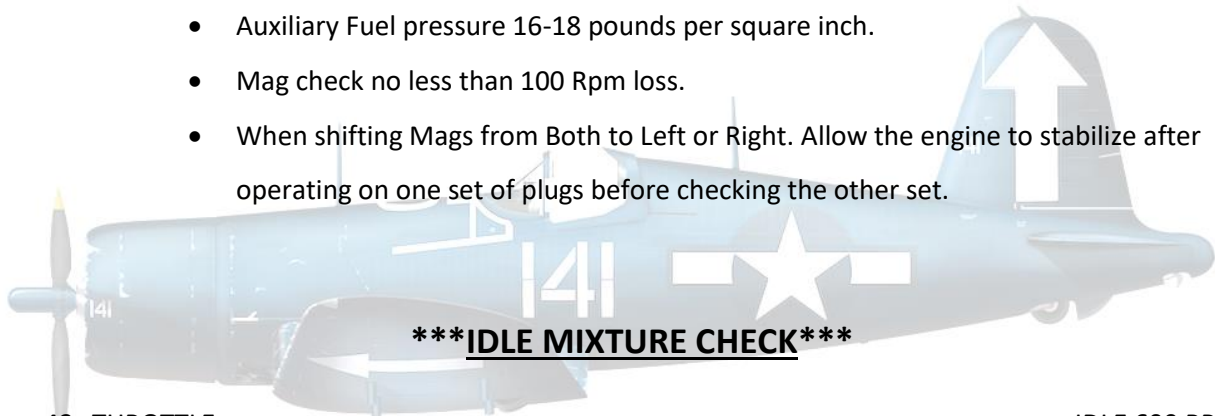 • Auxiliary Fuel pressure 16-18 pounds per square inch.
• Mag check no less than 100 Rpm loss.
• When shifting Mags from Both to Left or Right. Allow the engine to stabilize after
operating on one set of plugs before checking the other set.
141
141
***IDLE MIXTURE CHECK***